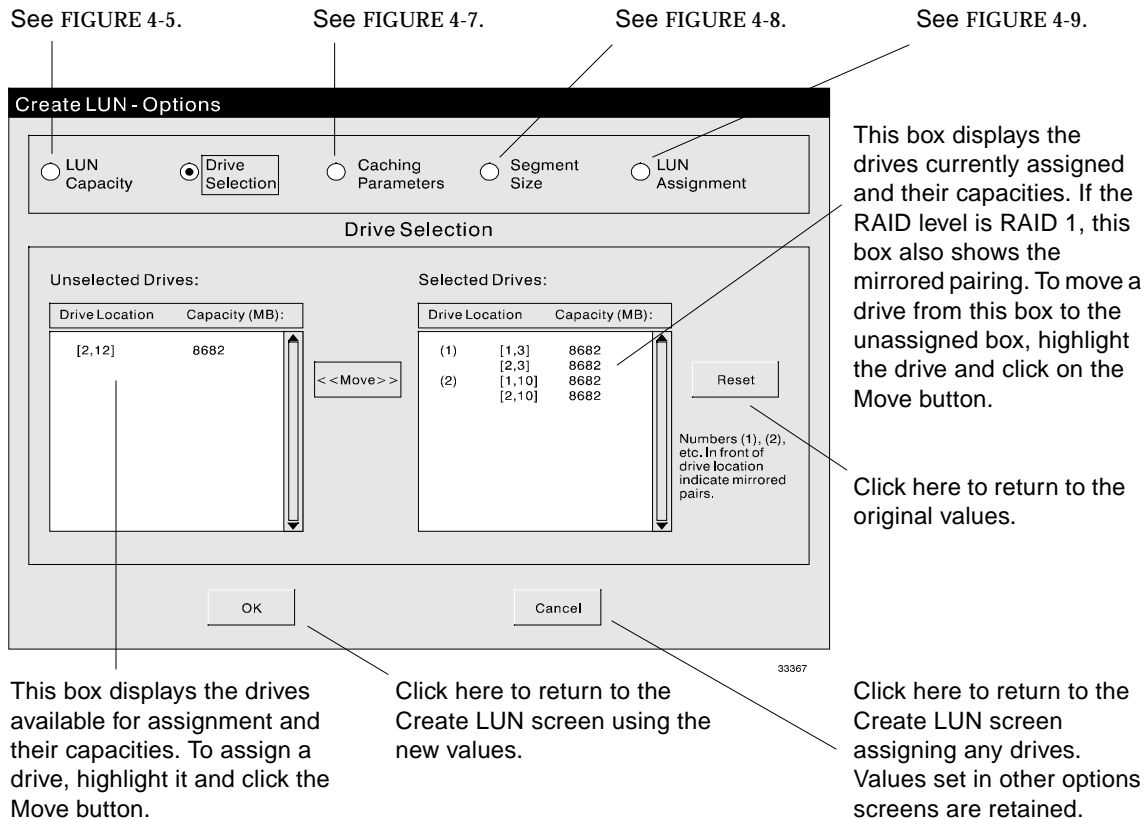 See FIGURE 4-5.
See FIGURE 4-7.
See FIGURE 4-8.
See FIGURE 4-9.
Create LUN - Options
LUN
Capacity
Drive
Selection
Caching
Parameters
Segment
Size
LUN
Assignment
Drive Selection
Unselected Drives:
Drive Location Capacity (MB):
[2,12] 8682
<<Move>>
Selected Drives:
Drive Location Capacity (MB):
(1) [1,3] 8682
[2,3] 8682
(2) [1,10] 8682
[2,10] 8682
Reset
Numbers (1), (2),
etc. In front of
drive location
indicate mirrored
pairs.
OK
Cancel
33367
This box displays the
drives currently assigned
and their capacities. If the
RAID level is RAID 1, this
box also shows the
mirrored pairing. To move a
drive from this box to the
unassigned box, highlight
the drive and click on the
Move button.
Click here to return to the
original values.
This box displays the drives
available for assignment and
their capacities. To assign a
drive, highlight it and click the
Move button.
Click here to return to the
Create LUN screen using the
new values.
Click here to return to the
Create LUN screen
assigning any drives.
Values set in other options
screens are retained.